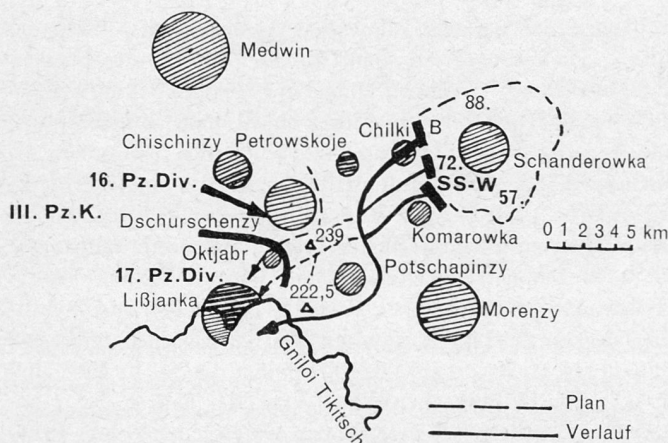 Medwin
88.
Chilki
B
Chischinzy
Petrowskoje
72.
Schanderowka
SS-W
16. Pz.Div.
57.
III. Pz.K.
Dschurschenzy
239
Komarowka
0 1 2 3 4 5 km
Oktjabr
17. Pz.Div.
Potschapinzy
222,5
Lißjanka
Morenzy
Gniloi Tikitsch
Plan
Verlauf